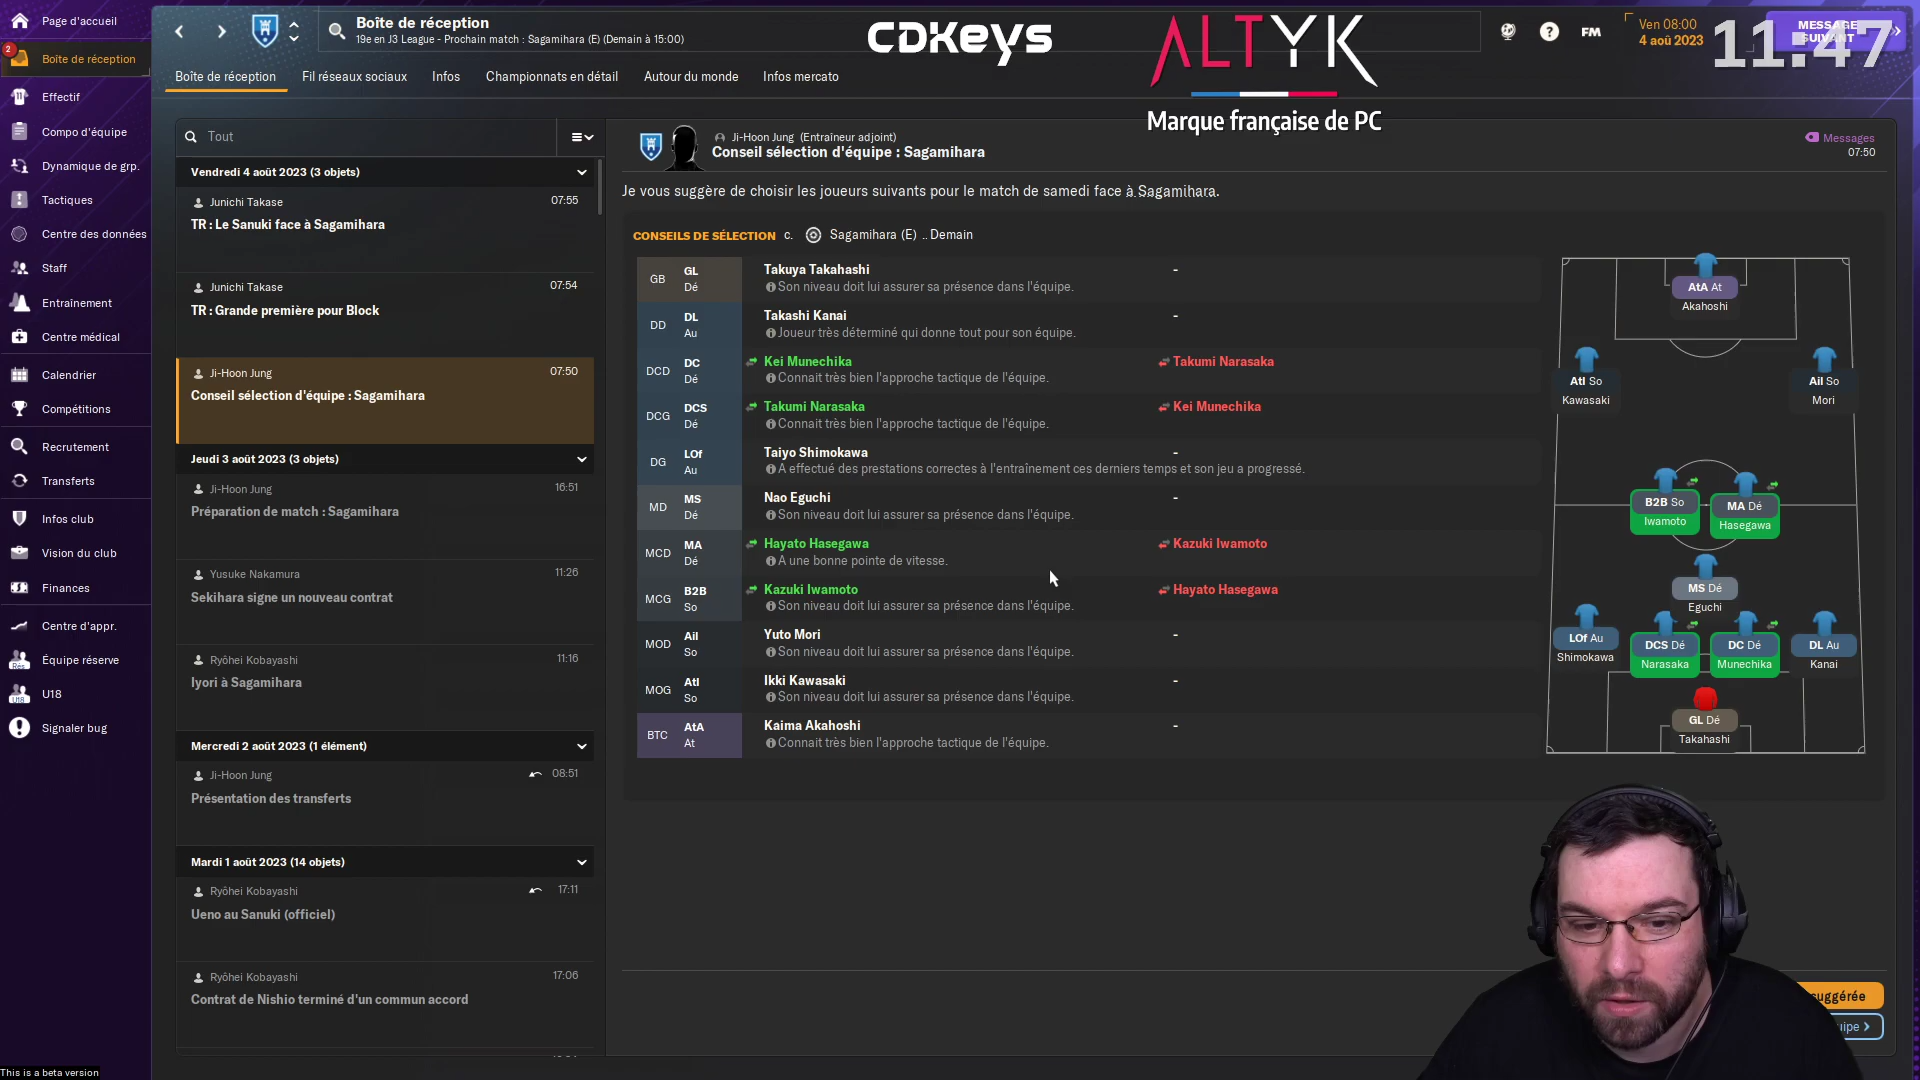 Page d'accueil
2
Boîte de réception
Effectif
Compo d'équipe
Dynamique de grp.
Tactiques
Centre des données
Staff
Entraînement
Centre médical
Calendrier
Compétitions
Recrutement
Transferts
Infos club
Vision du club
Finances
Centre d'appr.
Équipe réserve
U18
Signaler bug
This is a beta version
Boîte de réception
19e en J3 League - Prochain match : Sagamihara (E) (Demain à 15:00)
CDKeys
ALTYK
Marque française de PC
FM
Ven 08:00
4 aoû 2023
MESSAGE
SUIVANT
11:47
Boîte de réception
Fil réseaux sociaux
Infos
Championnats en détail
Autour du monde
Infos mercato
Tout
Vendredi 4 août 2023 (3 objets)
Junichi Takase 07:55
TR : Le Sanuki face à Sagamihara
Junichi Takase 07:54
TR : Grande première pour Block
Ji-Hoon Jung 07:50
Conseil sélection d'équipe : Sagamihara
Jeudi 3 août 2023 (3 objets)
Ji-Hoon Jung 16:51
Préparation de match : Sagamihara
Yusuke Nakamura 11:26
Sekihara signe un nouveau contrat
Ryôhei Kobayashi 11:16
Iyori à Sagamihara
Mercredi 2 août 2023 (1 élément)
Ji-Hoon Jung 08:51
Présentation des transferts
Mardi 1 août 2023 (14 objets)
Ryôhei Kobayashi 17:11
Ueno au Sanuki (officiel)
Ryôhei Kobayashi 17:06
Contrat de Nishio terminé d'un commun accord
Ji-Hoon Jung (Entraîneur adjoint)
Conseil sélection d'équipe : Sagamihara
Messages
07:50
Je vous suggère de choisir les joueurs suivants pour le match de samedi face à Sagamihara.
CONSEILS DE SÉLECTION c. Sagamihara (E) .. Demain
GB GL Dé Takuya Takahashi -
Son niveau doit lui assurer sa présence dans l'équipe.
DD DL Au Takashi Kanai -
Joueur très déterminé qui donne tout pour son équipe.
DCD DC Dé Kei Munechika Takumi Narasaka
Connait très bien l'approche tactique de l'équipe.
DCG DCS Dé Takumi Narasaka Kei Munechika
Connait très bien l'approche tactique de l'équipe.
DG LOf Au Taiyo Shimokawa -
A effectué des prestations correctes à l'entraînement ces derniers temps et son jeu a progressé.
MD MS Dé Nao Eguchi -
Son niveau doit lui assurer sa présence dans l'équipe.
MCD MA Dé Hayato Hasegawa Kazuki Iwamoto
A une bonne pointe de vitesse.
MCG B2B So Kazuki Iwamoto Hayato Hasegawa
Son niveau doit lui assurer sa présence dans l'équipe.
MOD Ail So Yuto Mori -
Son niveau doit lui assurer sa présence dans l'équipe.
MOG AtI So Ikki Kawasaki -
Son niveau doit lui assurer sa présence dans l'équipe.
BTC AtA At Kaima Akahoshi -
Connait très bien l'approche tactique de l'équipe.
AtA At
Akahoshi
AtI So
Kawasaki
Ail So
Mori
B2B So
Iwamoto
MA Dé
Hasegawa
MS Dé
Eguchi
LOf Au
Shimokawa
DCS Dé
Narasaka
DC Dé
Munechika
DL Au
Kanai
GL Dé
Takahashi
suggérée